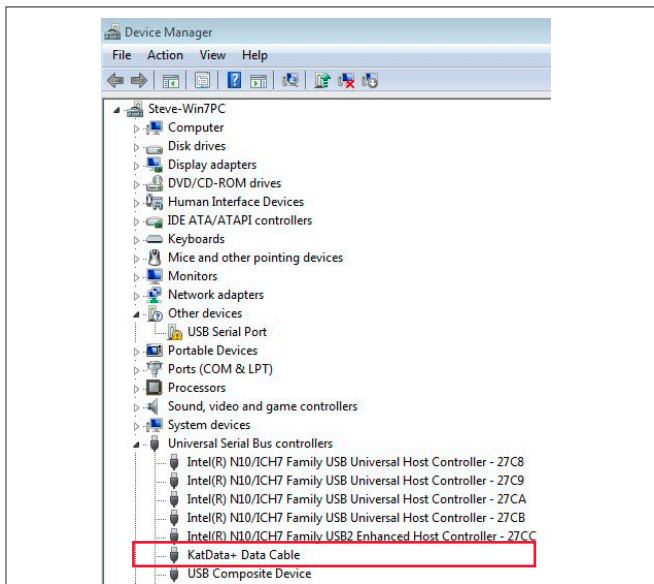 Device Manager
File Action View Help
Steve-Win7PC
Computer
Disk drives
Display adapters
DVD/CD-ROM drives
Human Interface Devices
IDE ATA/ATAPI controllers
Keyboards
Mice and other pointing devices
Monitors
Network adapters
Other devices
USB Serial Port
Portable Devices
Ports (COM & LPT)
Processors
Sound, video and game controllers
System devices
Universal Serial Bus controllers
Intel(R) N10/ICH7 Family USB Universal Host Controller - 27C8
Intel(R) N10/ICH7 Family USB Universal Host Controller - 27C9
Intel(R) N10/ICH7 Family USB Universal Host Controller - 27CA
Intel(R) N10/ICH7 Family USB Universal Host Controller - 27CB
Intel(R) N10/ICH7 Family USB2 Enhanced Host Controller - 27CC
KatData+ Data Cable
USB Composite Device